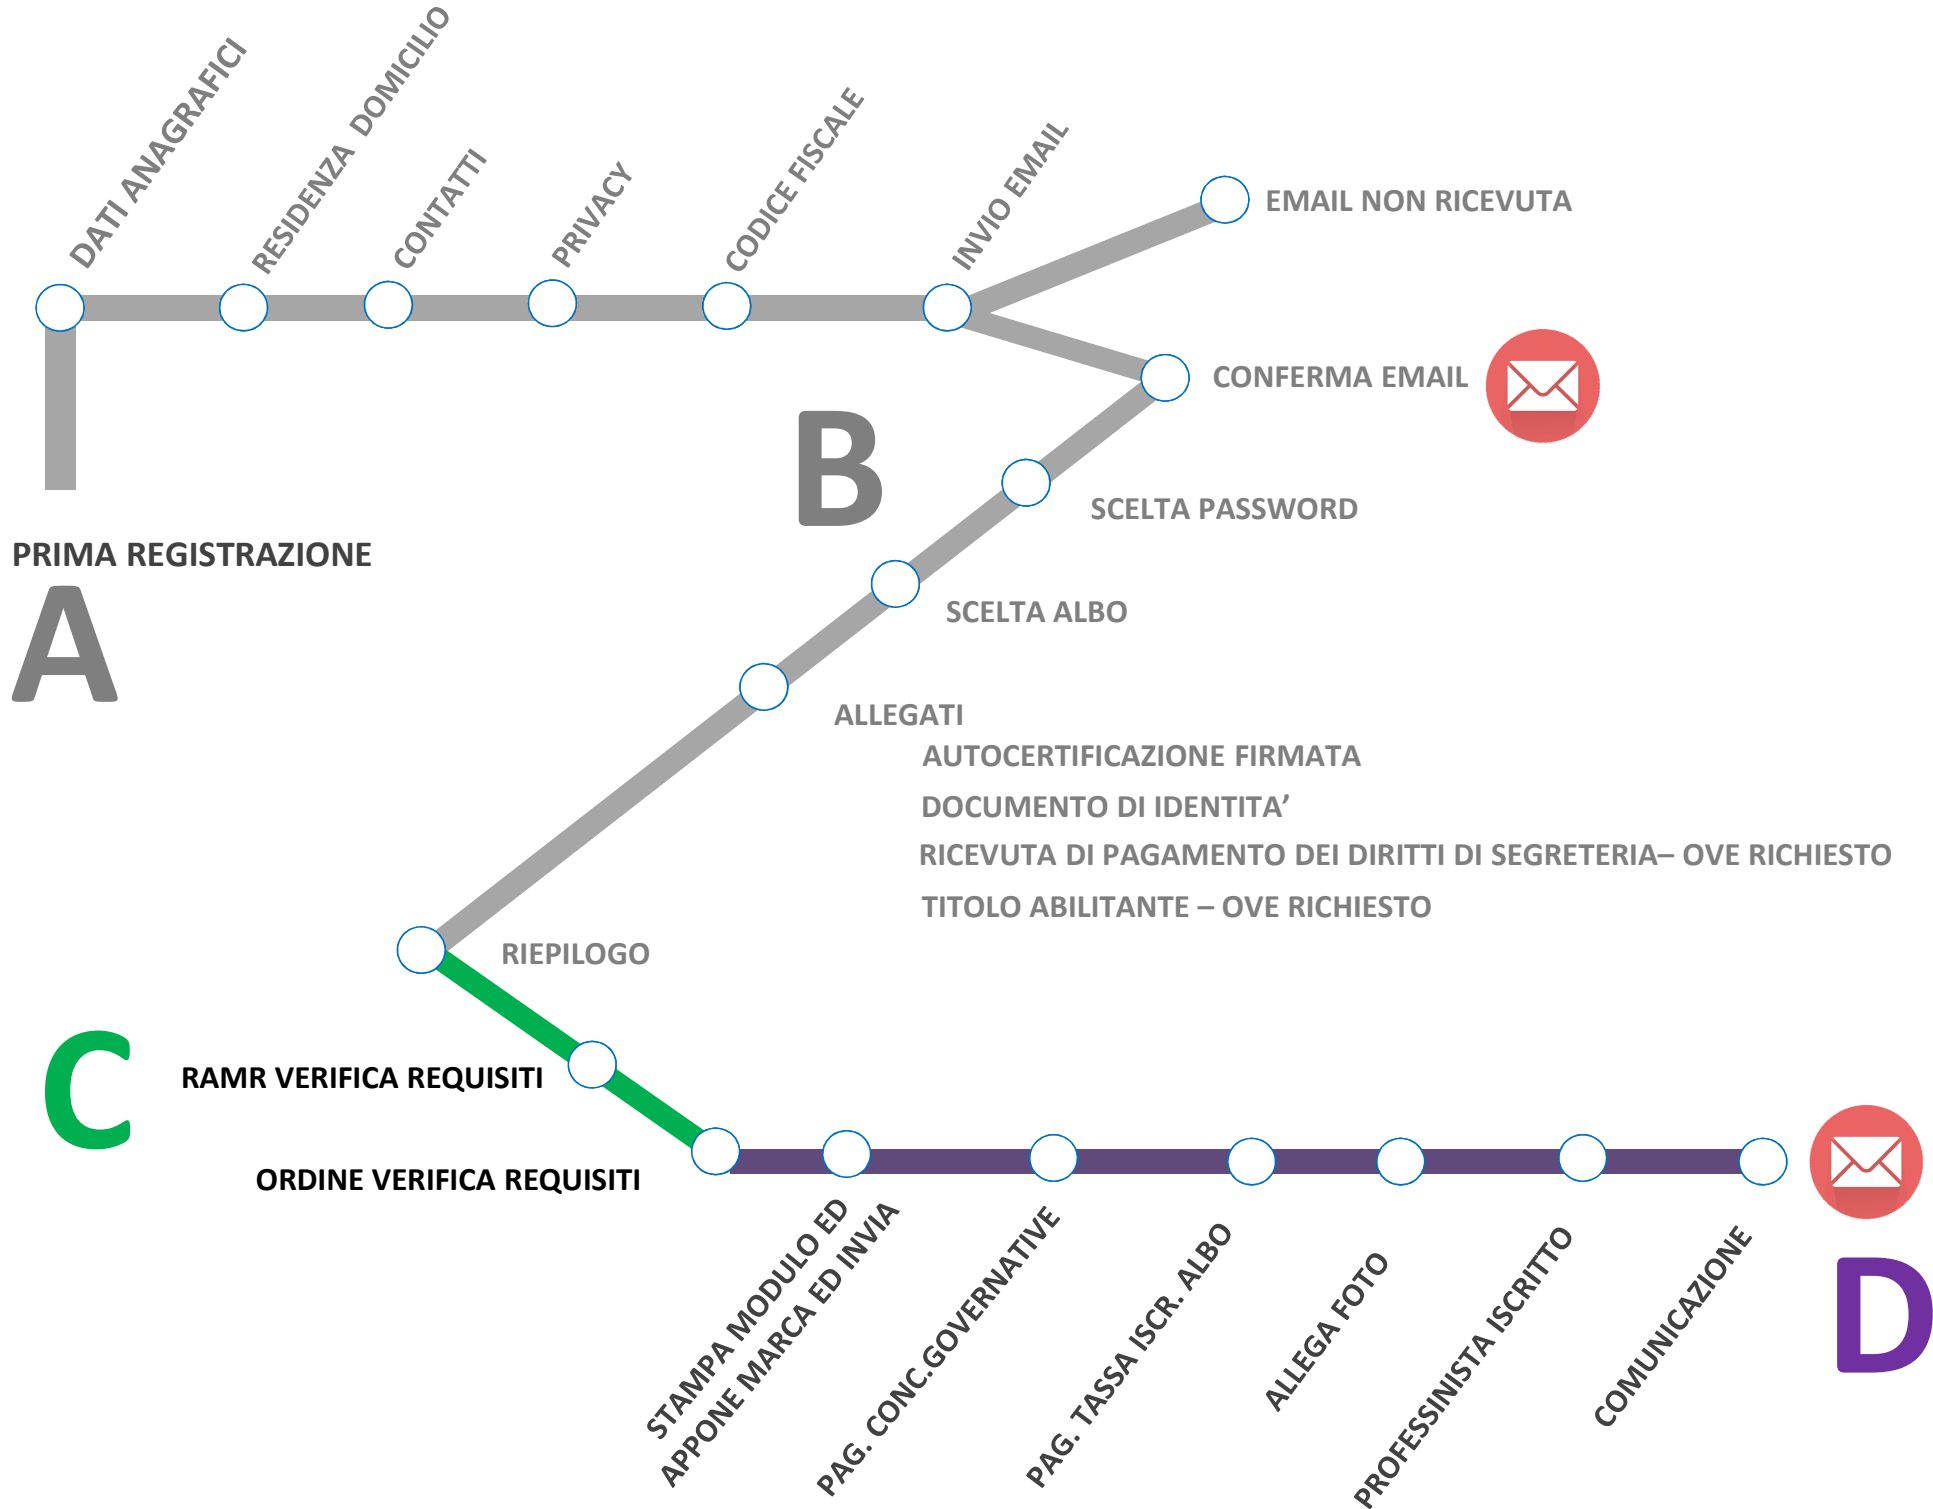 DATI ANAGRAFICI
RESIDENZA  DOMICILIO
CONTATTI
PRIVACY
CODICE FISCALE
INVIO EMAIL
EMAIL NON RICEVUTA
CONFERMA EMAIL
B
SCELTA PASSWORD
PRIMA REGISTRAZIONE
A
SCELTA ALBO
ALLEGATI
AUTOCERTIFICAZIONE FIRMATA
DOCUMENTO DI IDENTITA’
RICEVUTA DI PAGAMENTO DEI DIRITTI DI SEGRETERIA– OVE RICHIESTO
TITOLO ABILITANTE – OVE RICHIESTO
RIEPILOGO
C
RAMR VERIFICA REQUISITI
ORDINE VERIFICA REQUISITI
STAMPA MODULO ED
APPONE MARCA ED INVIA
PAG. CONC.GOVERNATIVE
PAG. TASSA ISCR. ALBO
ALLEGA FOTO
PROFESSINISTA ISCRITTO
COMUNICAZIONE
D